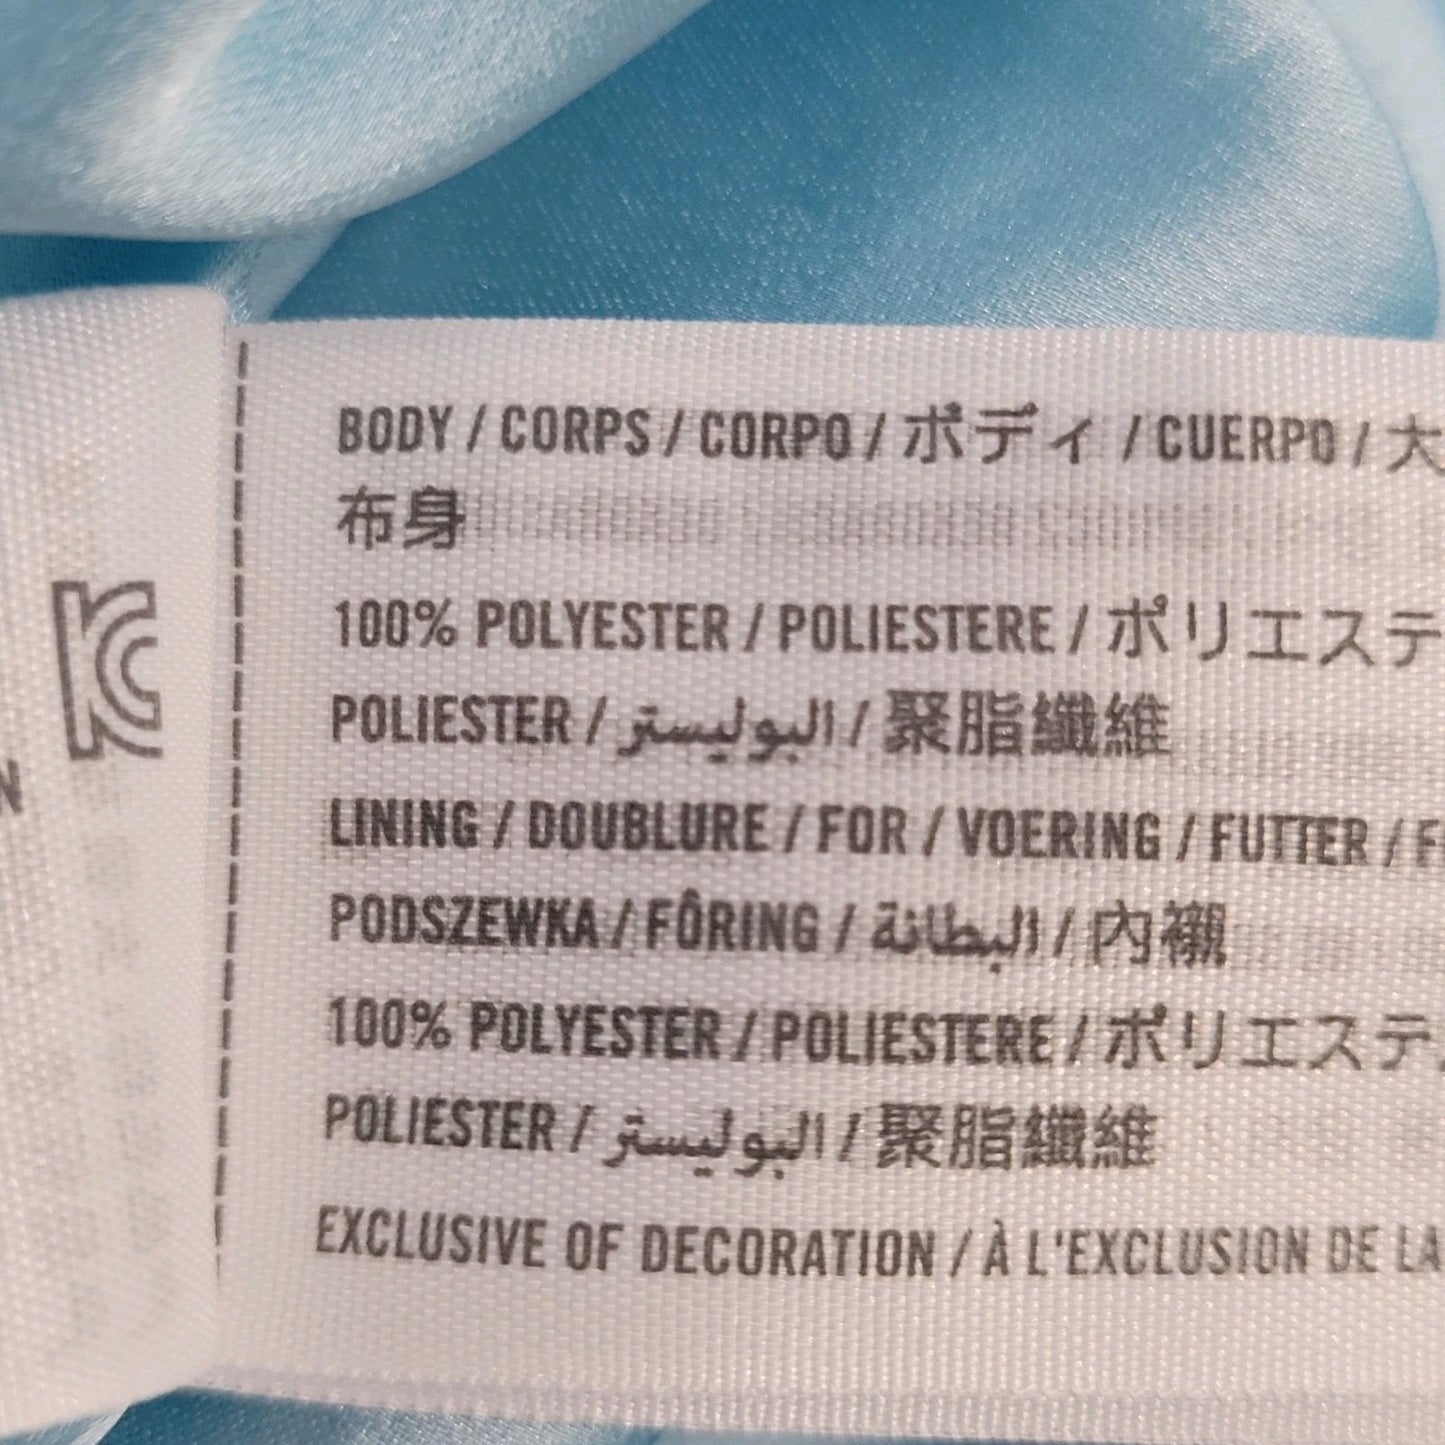 BODY / CORPS / CORPO / ボディ / CUERPO / 大
布身
100% POLYESTER / POLIESTERE / ポリエステ
POLIESTER / البوليستر / 聚脂纖維
LINING / DOUBLURE / FOR / VOERING / FUTTER / F
PODSZEWKA / FÔRING / البطانة / 內襯
100% POLYESTER / POLIESTERE / ポリエステ
POLIESTER / البوليستر / 聚脂纖維
EXCLUSIVE OF DECORATION / À L'EXCLUSION DE LA